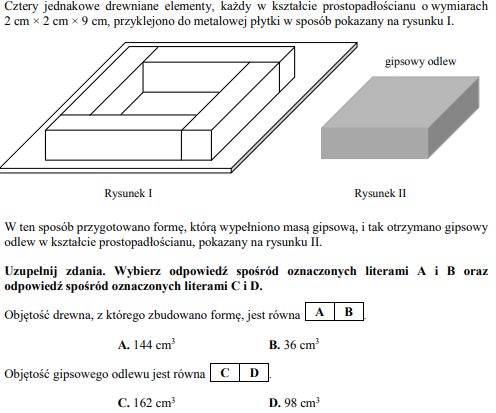 Cztery jednakowe drewniane elementy, każdy w kształcie prostopadłościanu o wymiarach
2 cm × 2 cm × 9 cm, przyklejono do metalowej płytki w sposób pokazany na rysunku I.
gipsowy odlew
Rysunek I
Rysunek II
W ten sposób przygotowano formę, którą wypełniono masą gipsową, i tak otrzymano gipsowy
odlew w kształcie prostopadłościanu, pokazany na rysunku II.
Uzupełnij zdania. Wybierz odpowiedź spośród oznaczonych literami A i B oraz
odpowiedź spośród oznaczonych literami C i D.
Objętość drewna, z którego zbudowano formę, jest równa A B .
A. 144 cm³ B. 36 cm³
Objętość gipsowego odlewu jest równa C D .
C. 162 cm³ D. 98 cm³